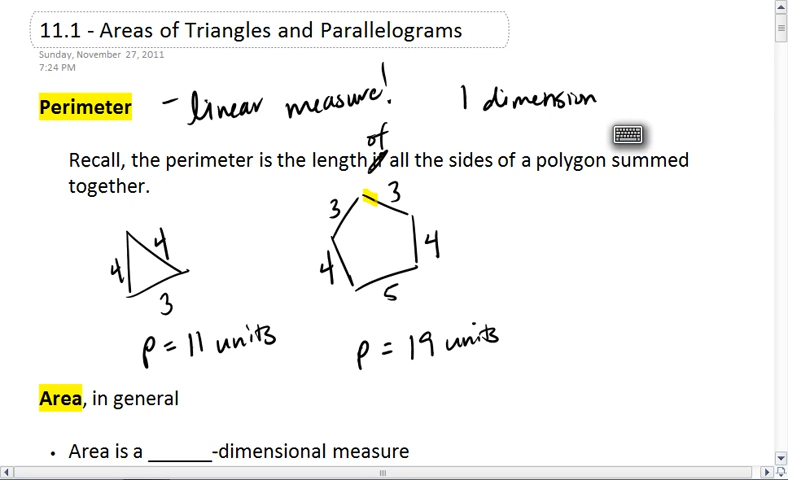 11.1 - Areas of Triangles and Parallelograms
Sunday, November 27, 2011
7:24 PM
Perimeter – linear measure! 1 dimension
of
Recall, the perimeter is the length if all the sides of a polygon summed
together.
3 3
4 4
4 4
3 5
P = 11 units P = 19 units
Area, in general
• Area is a ______-dimensional measure